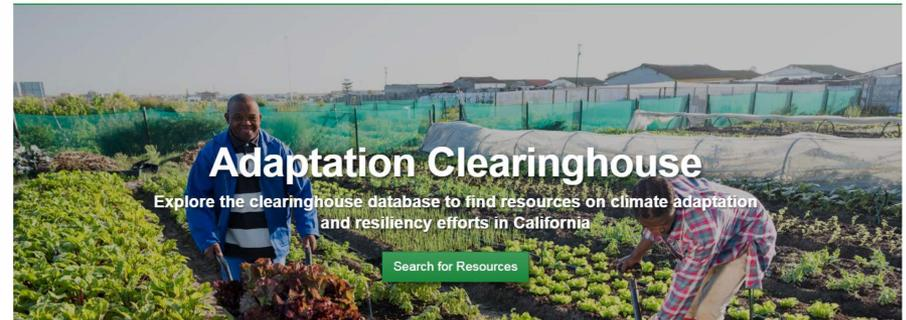 Adaptation Clearinghouse
Explore the clearinghouse database to find resources on climate adaptation
and resiliency efforts in California
Search for Resources